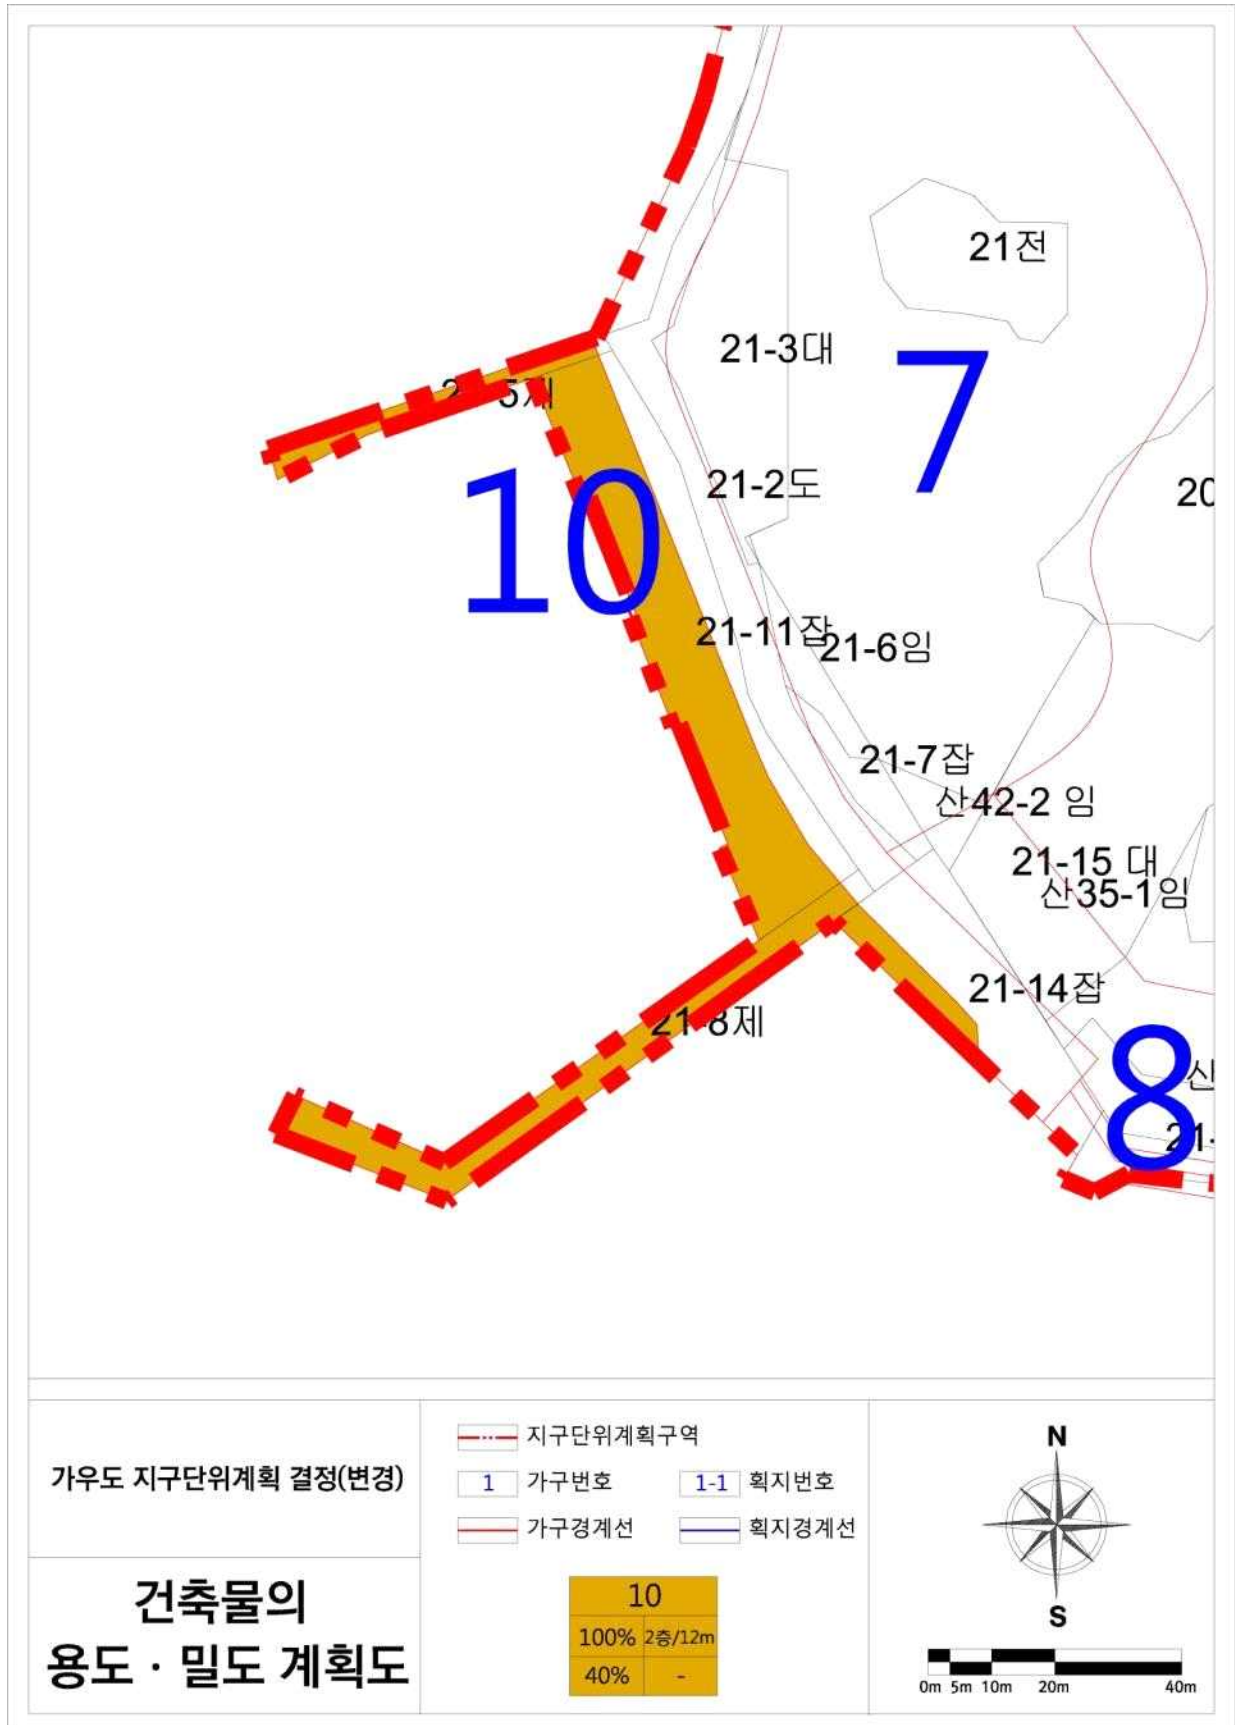 21전
21-3대
7
10
21-2도
20
21-11잡
21-6임
21-7잡
산42-2 임
21-15 대
산35-1임
21-14잡
21-8제
8
산
21-
가우도 지구단위계획 결정(변경)
건축물의
용도 · 밀도 계획도
지구단위계획구역
1 가구번호 1-1 획지번호
가구경계선 획지경계선
10
100% 2층/12m
40% -
N
S
0m 5m 10m 20m 40m